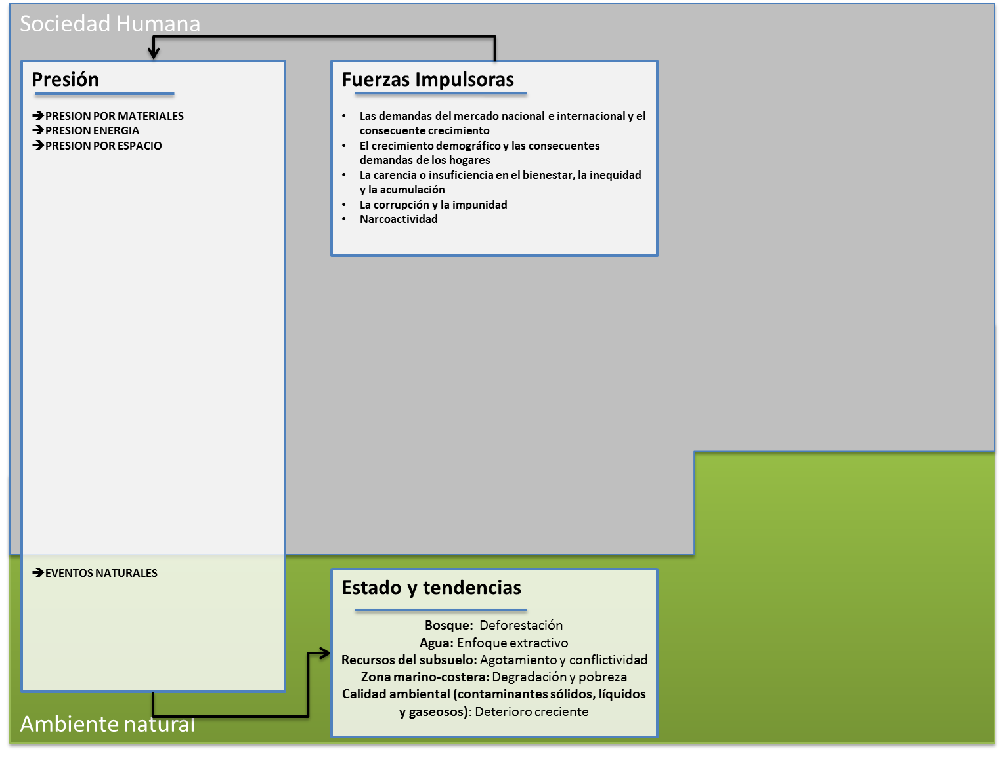 Sociedad Humana
Presión
➔PRESION POR MATERIALES
➔PRESION ENERGIA
➔PRESION POR ESPACIO
➔EVENTOS NATURALES
Fuerzas Impulsoras
• Las demandas del mercado nacional e internacional y el
consecuente crecimiento
• El crecimiento demográfico y las consecuentes
demandas de los hogares
• La carencia o insuficiencia en el bienestar, la inequidad
y la acumulación
• La corrupción y la impunidad
• Narcoactividad
Estado y tendencias
Bosque: Deforestación
Agua: Enfoque extractivo
Recursos del subsuelo: Agotamiento y conflictividad
Zona marino-costera: Degradación y pobreza
Calidad ambiental (contaminantes sólidos, líquidos
y gaseosos): Deterioro creciente
Ambiente natural